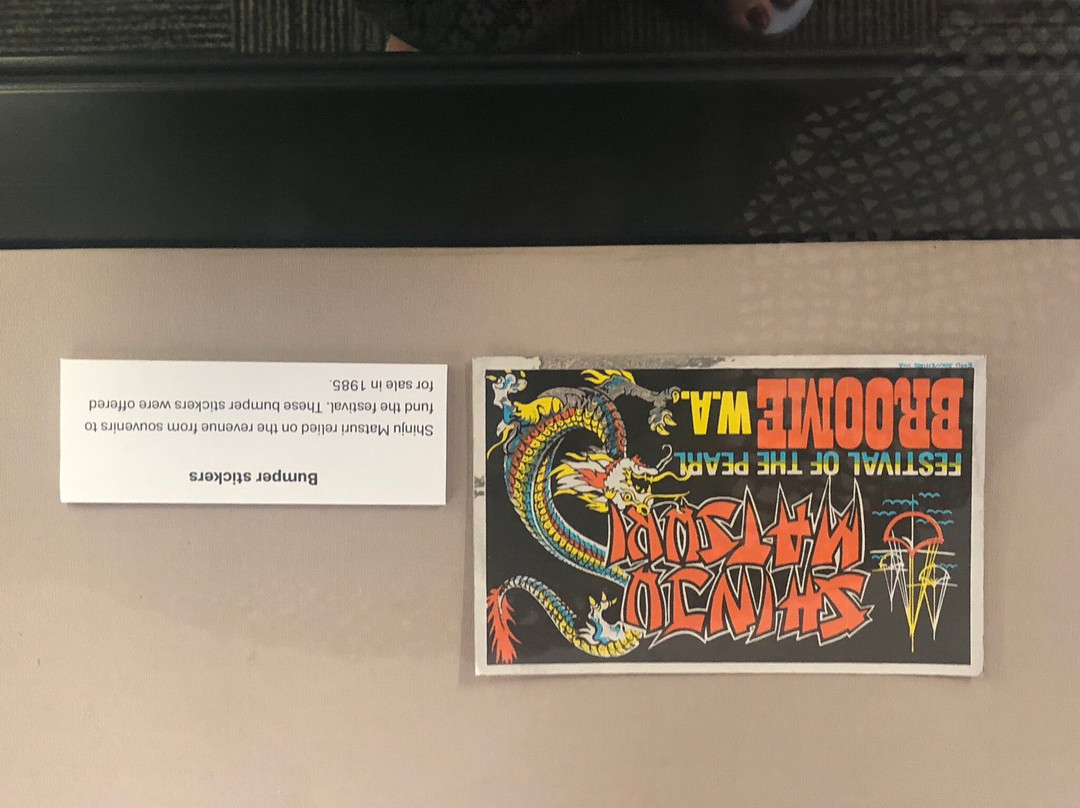 SHINJU
MATSURI
FESTIVAL OF THE PEARL
BROOME W.A.
Bumper stickers
Shinju Matsuri relied on the revenue from souvenirs to
fund the festival. These bumper stickers were offered
for sale in 1985.